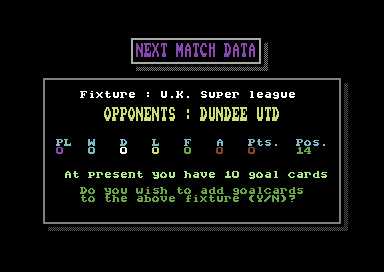 NEXT MATCH DATA
Fixture : U.K. Super league
OPPONENTS : DUNDEE UTD
PL W D L F A Pts. Pos.
0 0 0 0 0 0 0 14
At present you have 10 goal cards
Do you wish to add goalcards
to the above fixture (Y/N)?